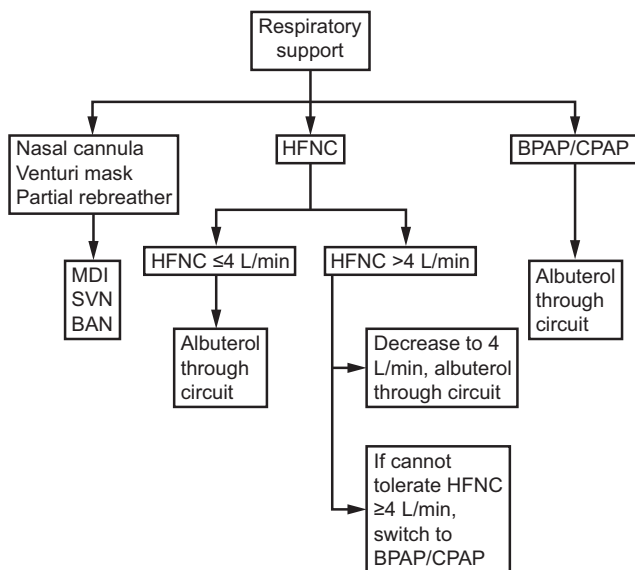 Respiratory
support
Nasal cannula
Venturi mask
Partial rebreather
HFNC
BPAP/CPAP
MDI
SVN
BAN
HFNC ≤4 L/min
HFNC >4 L/min
Albuterol
through
circuit
Albuterol
through
circuit
Decrease to 4
L/min, albuterol
through circuit
If cannot
tolerate HFNC
≥4 L/min,
switch to
BPAP/CPAP